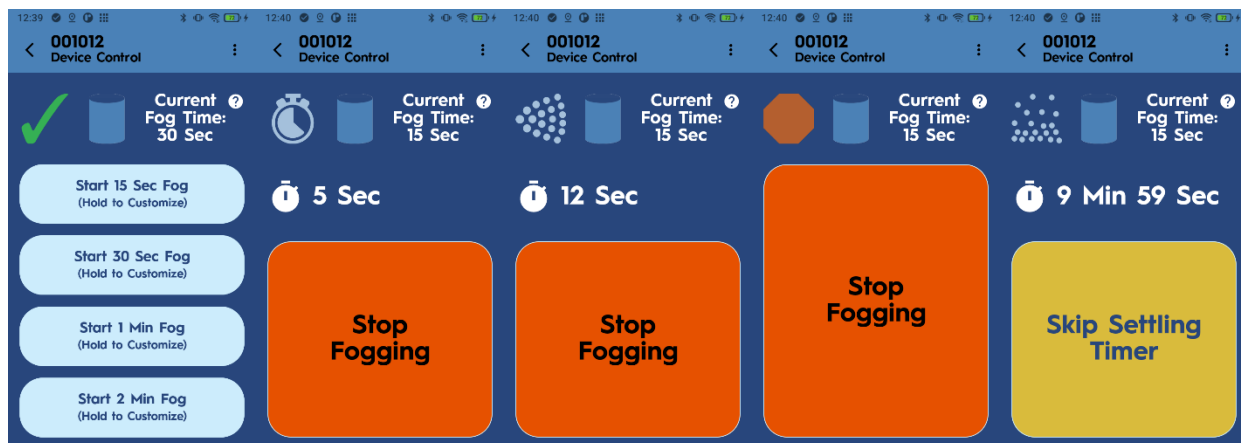 12:39
001012
Device Control
Current
Fog Time:
30 Sec
Start 15 Sec Fog
(Hold to Customize)
Start 30 Sec Fog
(Hold to Customize)
Start 1 Min Fog
(Hold to Customize)
Start 2 Min Fog
(Hold to Customize)
12:40
001012
Device Control
Current
Fog Time:
15 Sec
5 Sec
Stop
Fogging
12:40
001012
Device Control
Current
Fog Time:
15 Sec
12 Sec
Stop
Fogging
12:40
001012
Device Control
Current
Fog Time:
15 Sec
Stop
Fogging
12:40
001012
Device Control
Current
Fog Time:
15 Sec
9 Min 59 Sec
Skip Settling
Timer